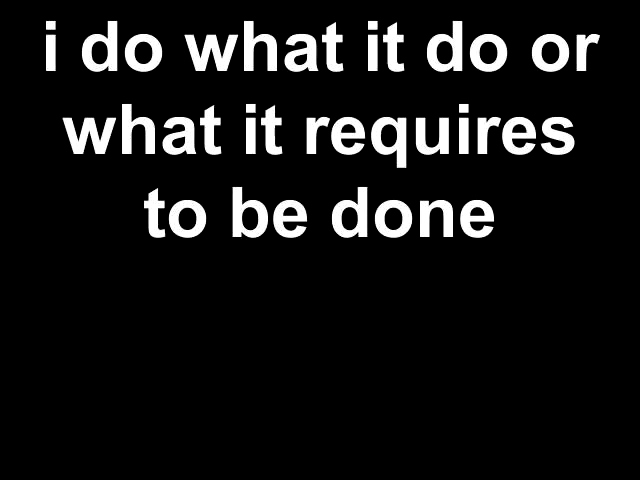 i do what it do or
what it requires
to be done